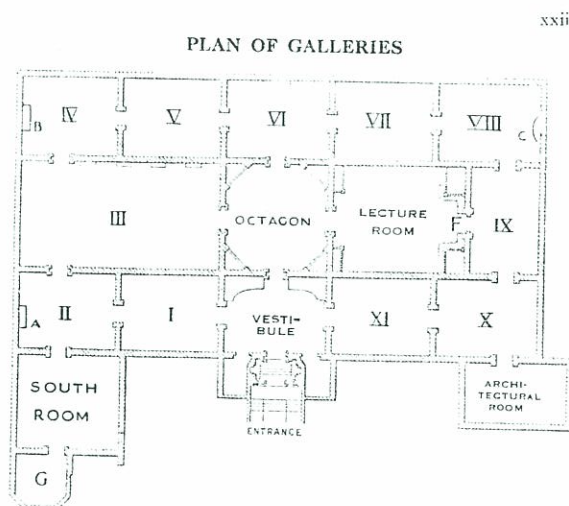 xxii
PLAN OF GALLERIES
IV
V
VI
VII
VIII
B
C
III
OCTAGON
LECTURE
ROOM
F
IX
A
II
I
VESTI-
BULE
XI
X
SOUTH
ROOM
ARCHI-
TECTURAL
ROOM
ENTRANCE
G